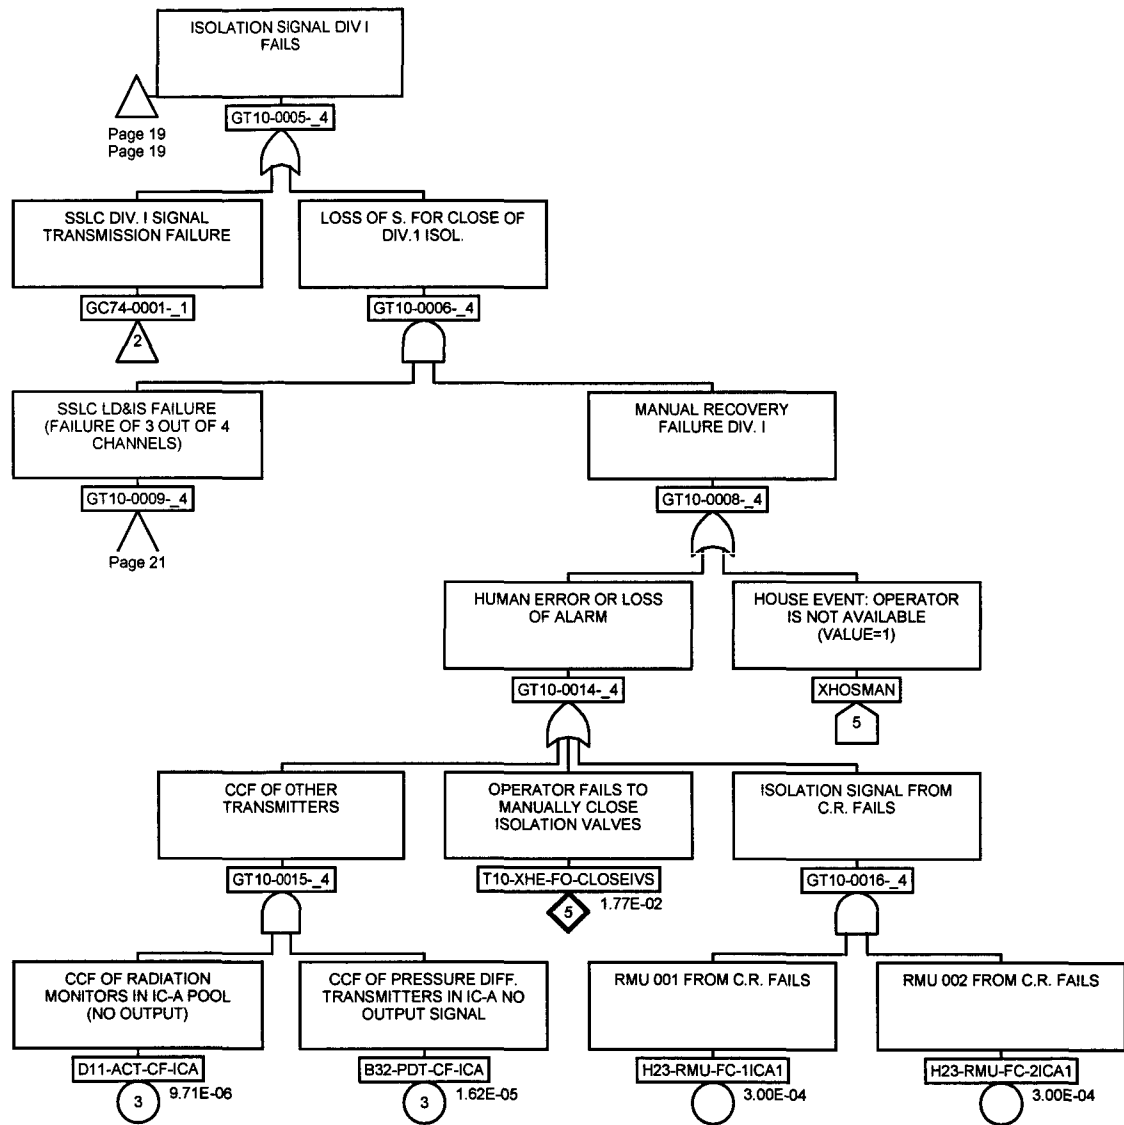 ISOLATION SIGNAL DIV I
FAILS
Page 19
Page 19
GT10-0005-_4
SSLC DIV. I SIGNAL
TRANSMISSION FAILURE
LOSS OF S. FOR CLOSE OF
DIV.1 ISOL.
GC74-0001-_1
2
GT10-0006-_4
SSLC LD&IS FAILURE
(FAILURE OF 3 OUT OF 4
CHANNELS)
MANUAL RECOVERY
FAILURE DIV. I
GT10-0009-_4
Page 21
GT10-0008-_4
HUMAN ERROR OR LOSS
OF ALARM
HOUSE EVENT: OPERATOR
IS NOT AVAILABLE
(VALUE=1)
GT10-0014-_4
XHOSMAN
5
CCF OF OTHER
TRANSMITTERS
OPERATOR FAILS TO
MANUALLY CLOSE
ISOLATION VALVES
ISOLATION SIGNAL FROM
C.R. FAILS
GT10-0015-_4
T10-XHE-FO-CLOSEIVS
5
1.77E-02
GT10-0016-_4
CCF OF RADIATION
MONITORS IN IC-A POOL
(NO OUTPUT)
CCF OF PRESSURE DIFF.
TRANSMITTERS IN IC-A NO
OUTPUT SIGNAL
RMU 001 FROM C.R. FAILS
RMU 002 FROM C.R. FAILS
D11-ACT-CF-ICA
3
9.71E-06
B32-PDT-CF-ICA
3
1.62E-05
H23-RMU-FC-1ICA1
3.00E-04
H23-RMU-FC-2ICA1
3.00E-04